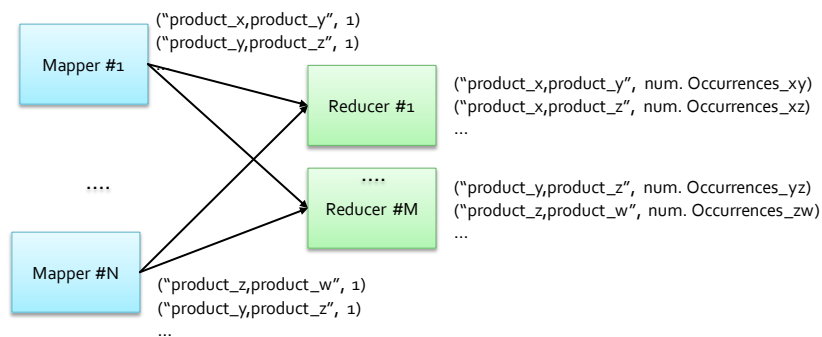 ("product_x,product_y", 1)
("product_y,product_z", 1)
...
Mapper #1
Reducer #1
("product_x,product_y", num. Occurrences_xy)
("product_x,product_z", num. Occurrences_xz)
...
....
....
Reducer #M
("product_y,product_z", num. Occurrences_yz)
("product_z,product_w", num. Occurrences_zw)
...
Mapper #N
("product_z,product_w", 1)
("product_y,product_z", 1)
...